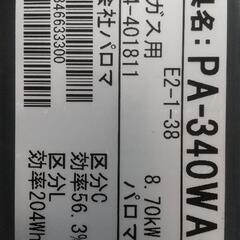 名:PA-340WA
E2-1-38
ガス用 8.70kW
4-401811 パロマ
会社パロマ
区分C
効率56.3%
区分L
346633300
効率204Wh